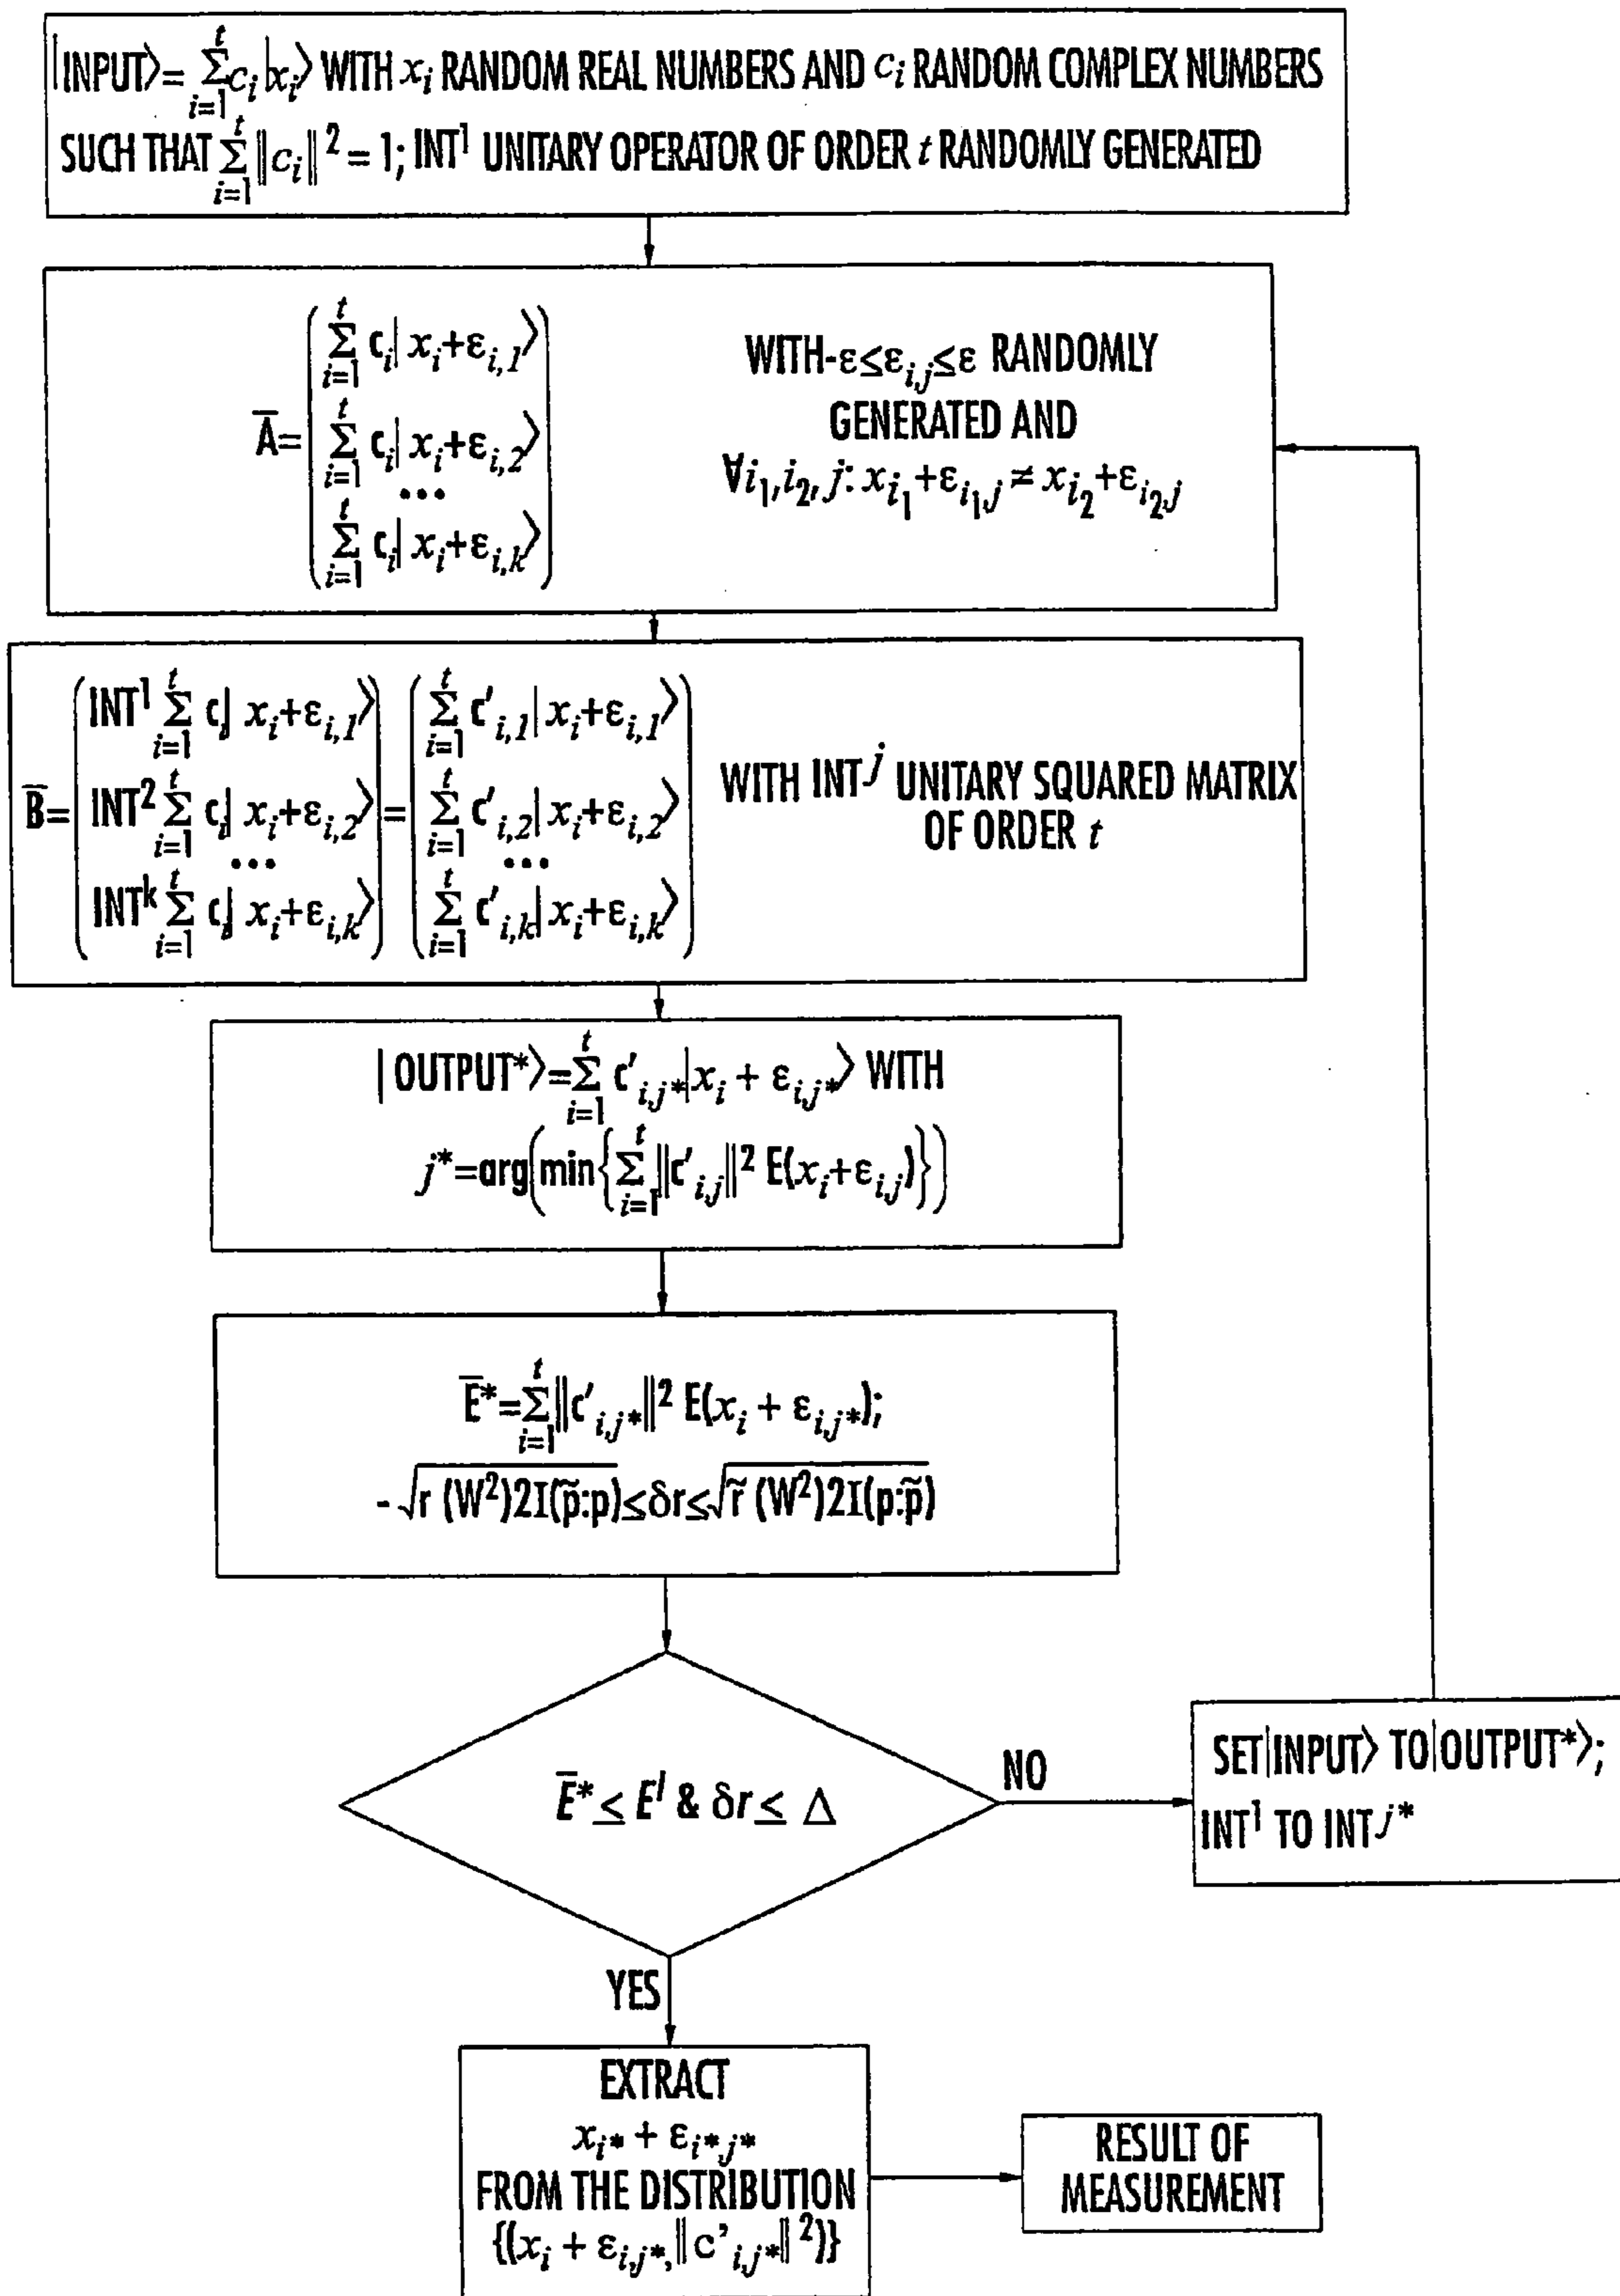 |INPUT⟩= Σ_{i=1}^{t} c_i |x_i⟩ WITH x_i RANDOM REAL NUMBERS AND c_i RANDOM COMPLEX NUMBERS
SUCH THAT Σ_{i=1}^{t} ‖c_i‖² = 1; INT¹ UNITARY OPERATOR OF ORDER t RANDOMLY GENERATED
A̅= ( Σ_{i=1}^{t} c_i | x_i+ε_{i,1}⟩
Σ_{i=1}^{t} c_i | x_i+ε_{i,2}⟩
•••
Σ_{i=1}^{t} c_i | x_i+ε_{i,k}⟩ )
WITH -ε≤ε_{i,j}≤ε RANDOMLY
GENERATED AND
∀i₁,i₂,j: x_{i₁}+ε_{i₁,j} ≠ x_{i₂}+ε_{i₂,j}
B̅= ( INT¹ Σ_{i=1}^{t} c_i | x_i+ε_{i,1}⟩
INT² Σ_{i=1}^{t} c_i | x_i+ε_{i,2}⟩
•••
INT^k Σ_{i=1}^{t} c_i | x_i+ε_{i,k}⟩ )
= ( Σ_{i=1}^{t} c'_{i,1} | x_i+ε_{i,1}⟩
Σ_{i=1}^{t} c'_{i,2} | x_i+ε_{i,2}⟩
•••
Σ_{i=1}^{t} c'_{i,k} | x_i+ε_{i,k}⟩ )
WITH INT^j UNITARY SQUARED MATRIX
OF ORDER t
| OUTPUT*⟩= Σ_{i=1}^{t} c'_{i,j*} | x_i + ε_{i,j*}⟩ WITH
j*=arg(min{Σ_{i=1}^{t} ‖c'_{i,j}‖² E(x_i+ε_{i,j})})
E̅*= Σ_{i=1}^{t} ‖c'_{i,j*}‖² E(x_i + ε_{i,j*});
-√(r (W²)2I(p̃:p)) ≤δr≤ √(r̃ (W²)2I(p:p̃))
E̅* ≤ E^l & δr ≤ Δ
NO
SET|INPUT⟩ TO|OUTPUT*⟩;
INT¹ TO INT^{j*}
YES
EXTRACT
x_{i*} + ε_{i*,j*}
FROM THE DISTRIBUTION
{(x_i + ε_{i,j*}, ‖c'_{i,j*}‖²)}
RESULT OF
MEASUREMENT